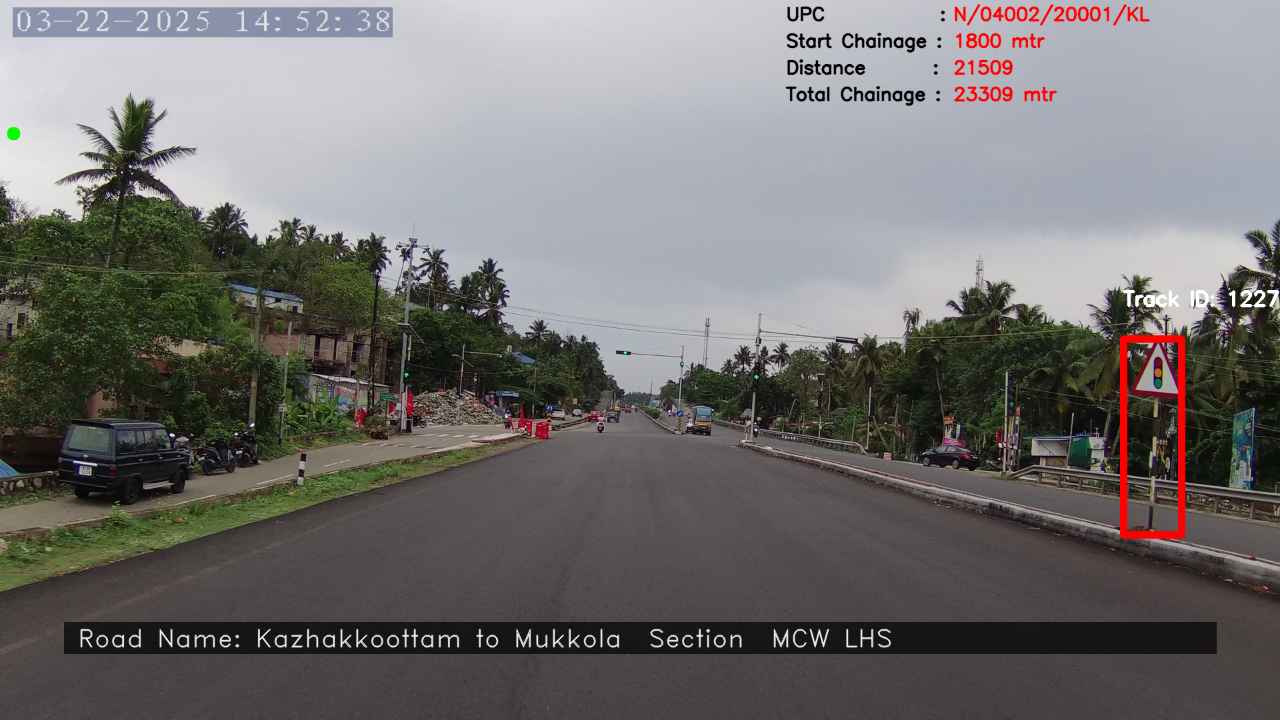 03-22-2025 14:52:38
UPC : N/04002/20001/KL
Start Chainage : 1800 mtr
Distance : 21509
Total Chainage : 23309 mtr
Track ID: 1227
Road Name: Kazhakkoottam to Mukkola Section MCW LHS